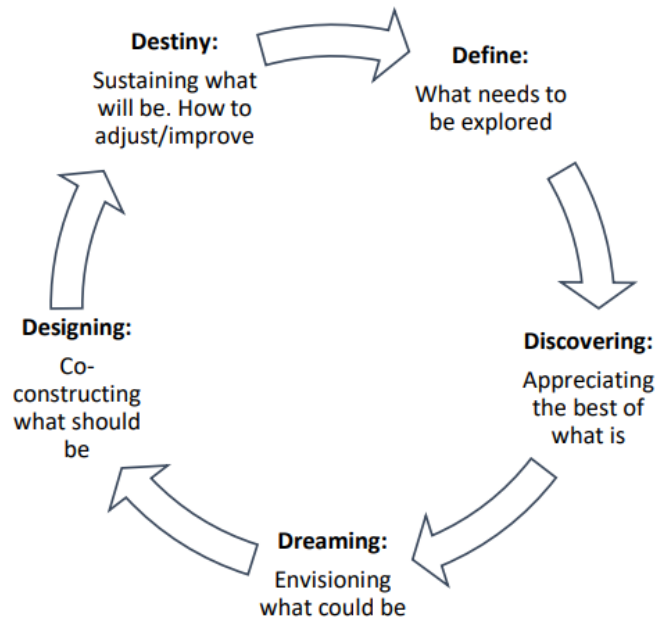 Destiny:
Sustaining what
will be. How to
adjust/improve
Define:
What needs to
be explored
Discovering:
Appreciating
the best of
what is
Dreaming:
Envisioning
what could be
Designing:
Co-
constructing
what should
be